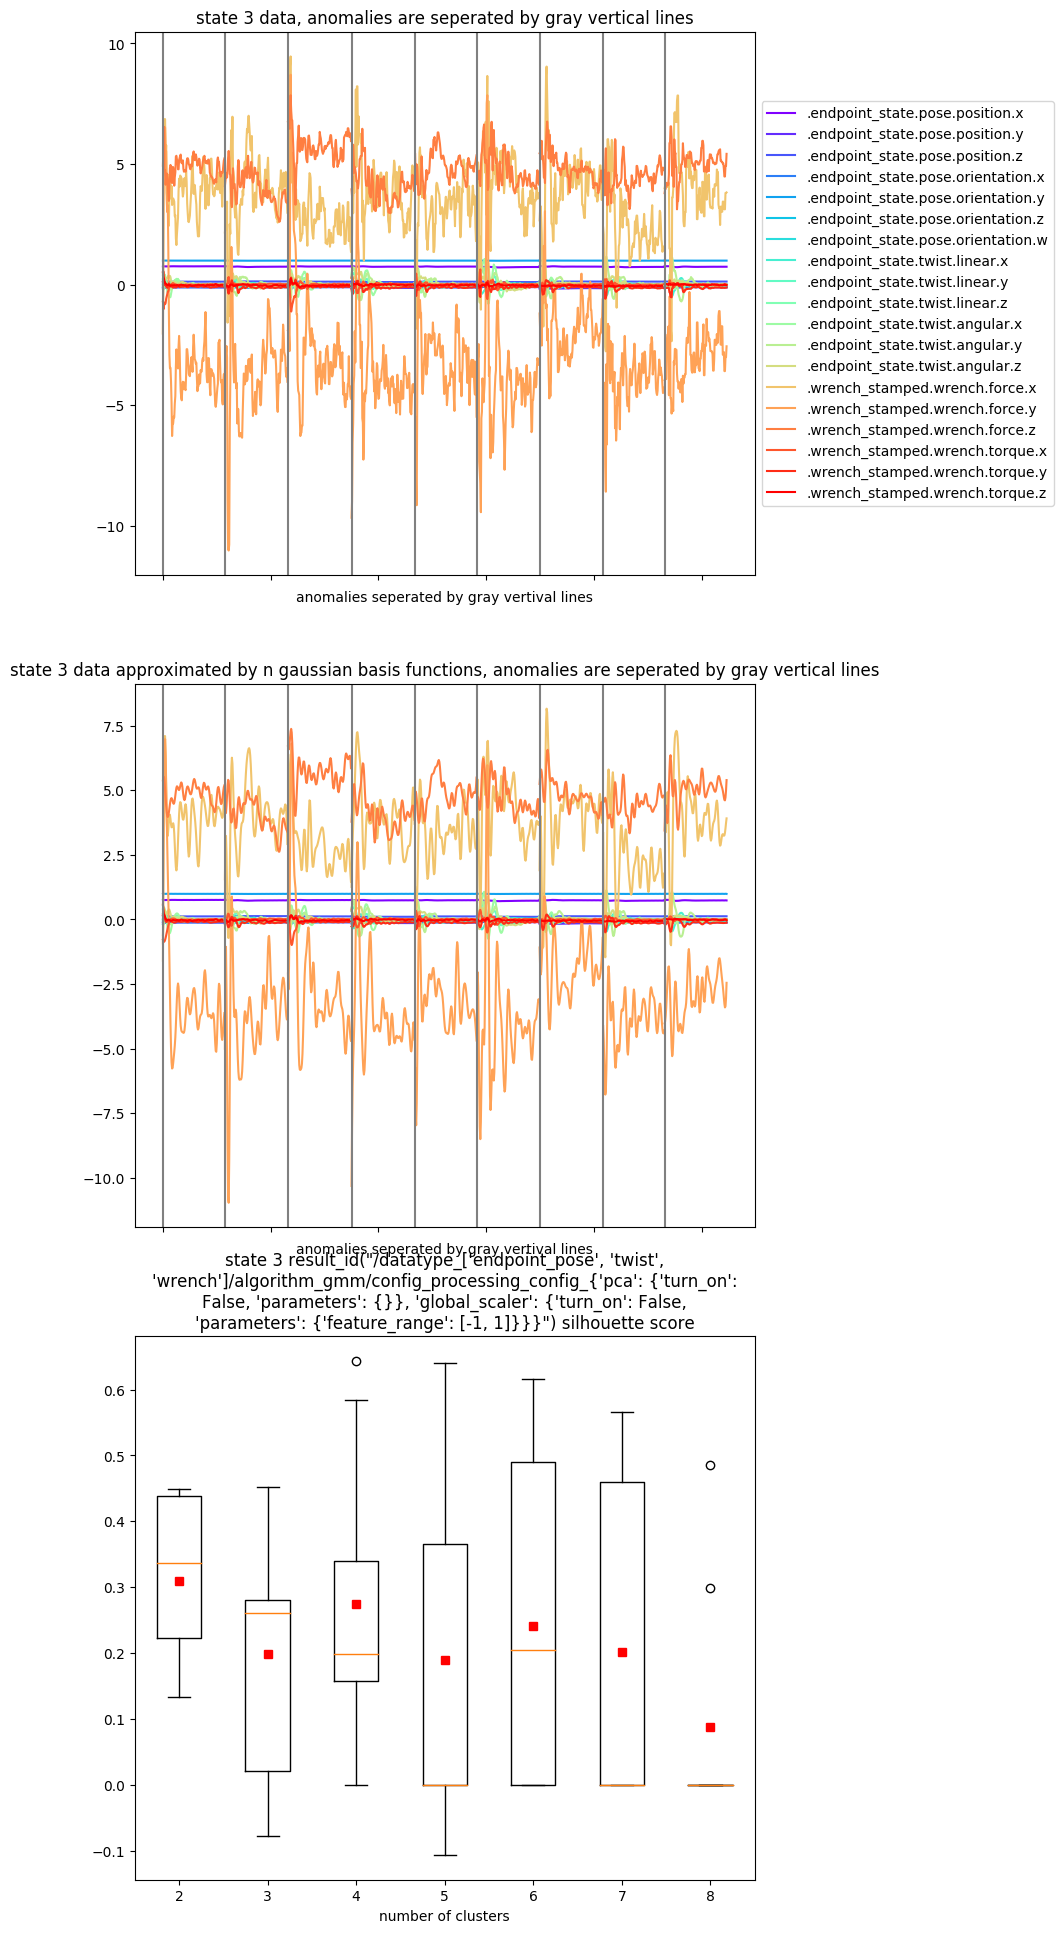 state 3 data, anomalies are seperated by gray vertical lines
10
5
0
−5
−10
anomalies seperated by gray vertival lines
.endpoint_state.pose.position.x
.endpoint_state.pose.position.y
.endpoint_state.pose.position.z
.endpoint_state.pose.orientation.x
.endpoint_state.pose.orientation.y
.endpoint_state.pose.orientation.z
.endpoint_state.pose.orientation.w
.endpoint_state.twist.linear.x
.endpoint_state.twist.linear.y
.endpoint_state.twist.linear.z
.endpoint_state.twist.angular.x
.endpoint_state.twist.angular.y
.endpoint_state.twist.angular.z
.wrench_stamped.wrench.force.x
.wrench_stamped.wrench.force.y
.wrench_stamped.wrench.force.z
.wrench_stamped.wrench.torque.x
.wrench_stamped.wrench.torque.y
.wrench_stamped.wrench.torque.z
state 3 data approximated by n gaussian basis functions, anomalies are seperated by gray vertical lines
7.5
5.0
2.5
0.0
−2.5
−5.0
−7.5
−10.0
anomalies seperated by gray vertival lines
state 3 result_id("/datatype_['endpoint_pose', 'twist',
'wrench']/algorithm_gmm/config_processing_config_{'pca': {'turn_on':
False, 'parameters': {}}, 'global_scaler': {'turn_on': False,
'parameters': {'feature_range': [-1, 1]}}}") silhouette score
0.6
0.5
0.4
0.3
0.2
0.1
0.0
−0.1
2 3 4 5 6 7 8
number of clusters